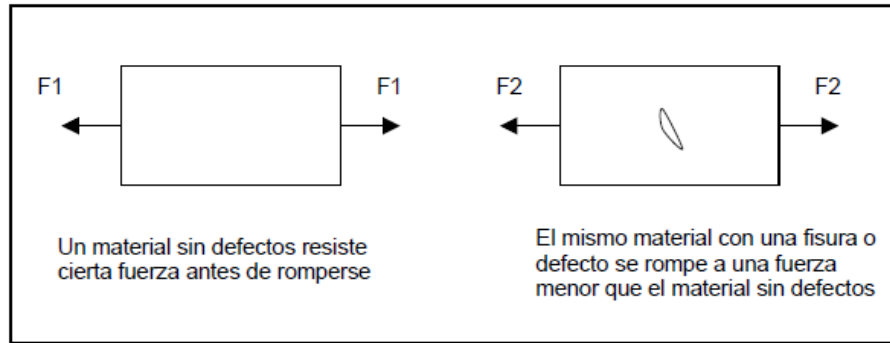 F1
F1
F2
F2
Un material sin defectos resiste
cierta fuerza antes de romperse
El mismo material con una fisura o
defecto se rompe a una fuerza
menor que el material sin defectos